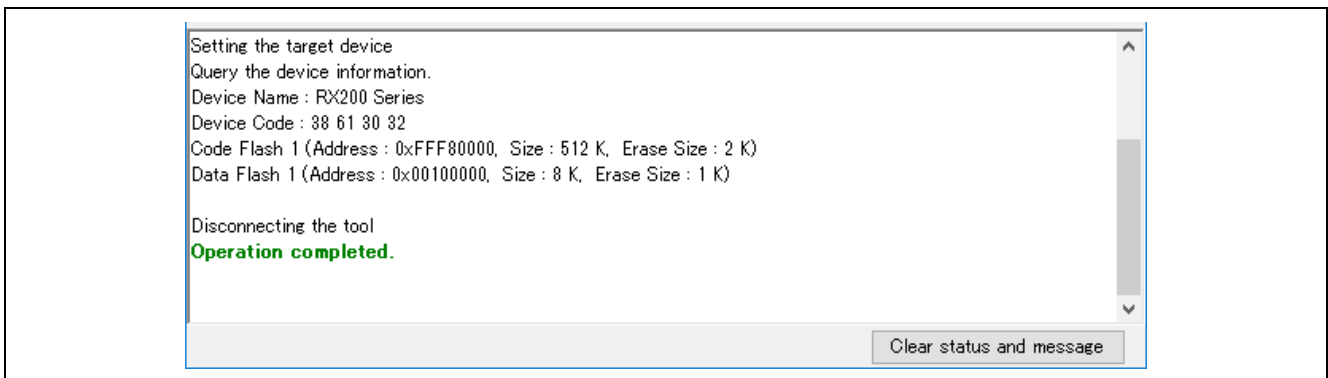 Setting the target device
Query the device information.
Device Name : RX200 Series
Device Code : 38 61 30 32
Code Flash 1 (Address : 0xFFF80000, Size : 512 K, Erase Size : 2 K)
Data Flash 1 (Address : 0x00100000, Size : 8 K, Erase Size : 1 K)
Disconnecting the tool
Operation completed.
Clear status and message